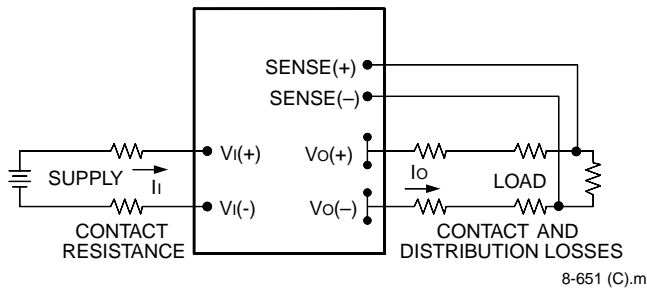 SENSE(+)
SENSE(–)
VI(+)
VO(+)
IO
SUPPLY
II
LOAD
VI(-)
VO(–)
CONTACT
RESISTANCE
CONTACT AND
DISTRIBUTION LOSSES
8-651 (C).m